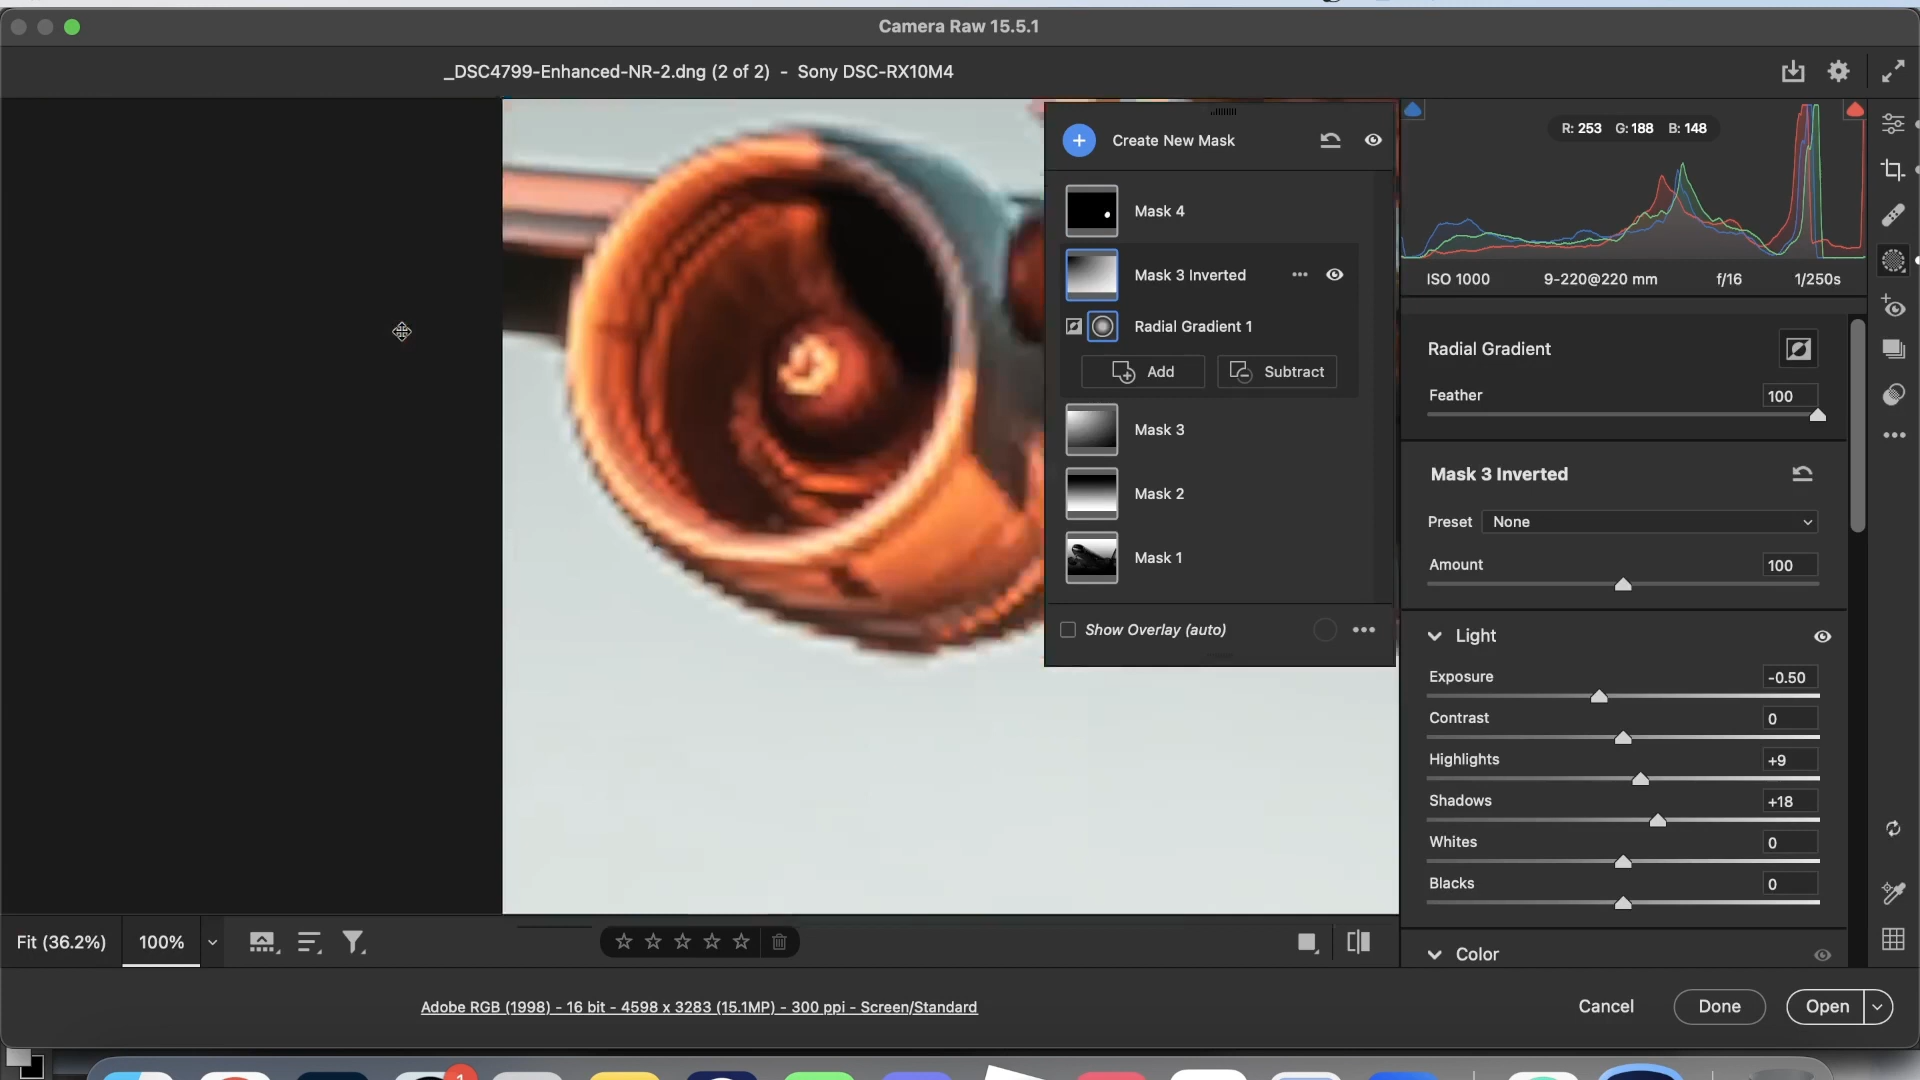 Camera Raw 15.5.1
_DSC4799-Enhanced-NR-2.dng (2 of 2) - Sony DSC-RX10M4
Create New Mask
Mask 4
Mask 3 Inverted
Radial Gradient 1
Add
Subtract
Mask 3
Mask 2
Mask 1
Show Overlay (auto)
R: 253 G: 188 B: 148
ISO 1000 9-220@220 mm f/16 1/250s
Radial Gradient
Feather 100
Mask 3 Inverted
Preset None
Amount 100
Light
Exposure -0.50
Contrast 0
Highlights +9
Shadows +18
Whites 0
Blacks 0
Color
Fit (36.2%) 100%
Adobe RGB (1998) - 16 bit - 4598 x 3283 (15.1MP) - 300 ppi - Screen/Standard
Cancel Done Open
1